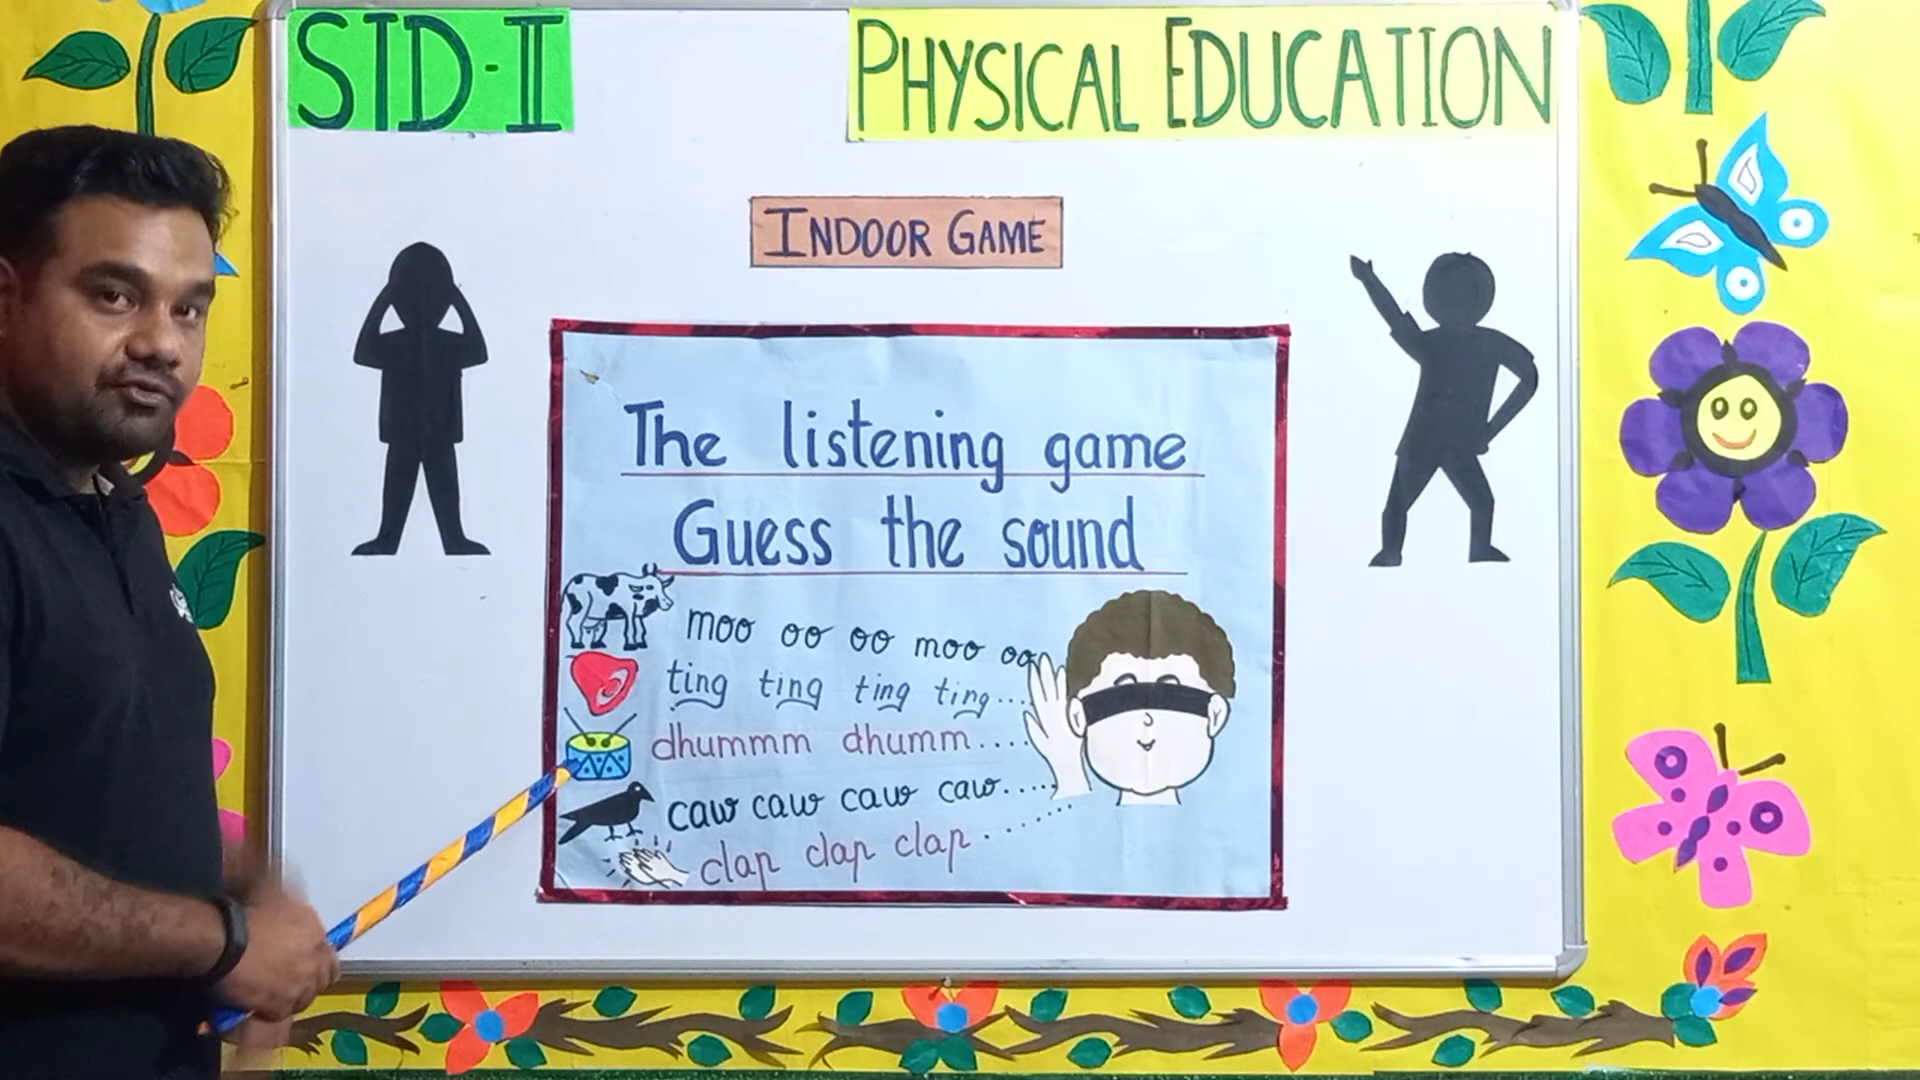 STD-II
PHYSICAL EDUCATION
INDOOR GAME
The listening game
Guess the sound
moo oo oo moo oo
ting ting ting ting...
dhummm dhumm....
caw caw caw caw.....
clap clap clap.......